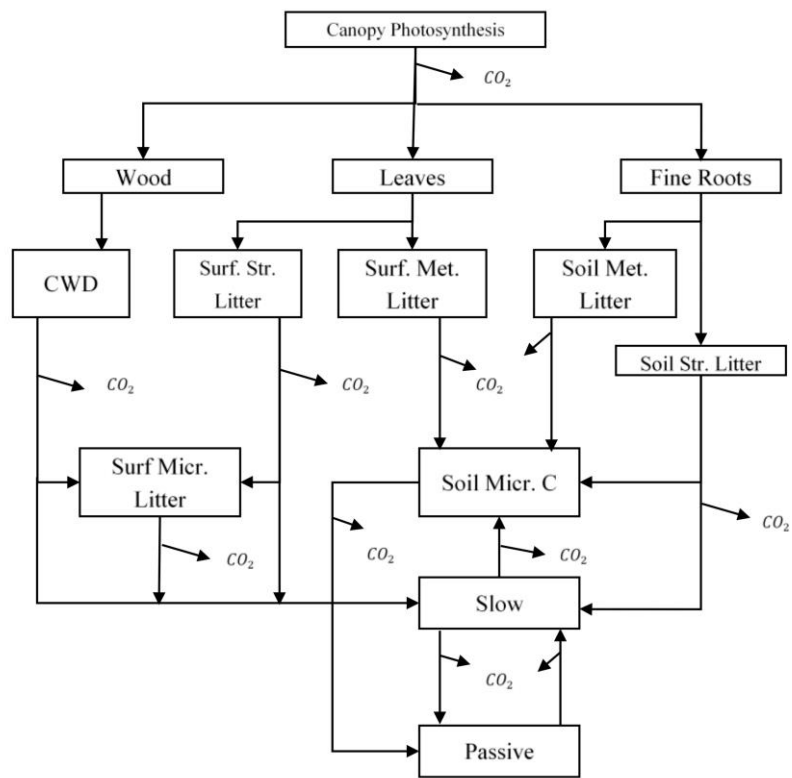 Canopy Photosynthesis
CO₂
Wood
Leaves
Fine Roots
CWD
Surf. Str.
Litter
Surf. Met.
Litter
Soil Met.
Litter
Soil Str. Litter
CO₂
CO₂
CO₂
Surf Micr.
Litter
Soil Micr. C
CO₂
CO₂
CO₂
CO₂
Slow
CO₂
Passive